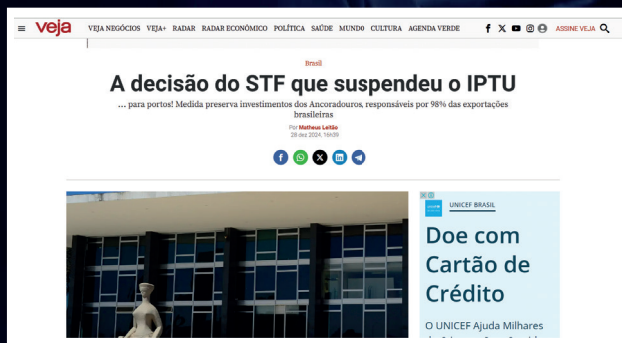 veja
VEJA NEGÓCIOS VEJA+ RADAR RADAR ECONÔMICO POLÍTICA SAÚDE MUNDO CULTURA AGENDA VERDE
ASSINE VEJA
Brasil
A decisão do STF que suspendeu o IPTU
… para portos! Medida preserva investimentos dos Ancoradouros, responsáveis por 98% das exportações
brasileiras
Por Matheus Leitão
28 dez 2024, 16h39
UNICEF BRASIL
Doe com
Cartão de
Crédito
O UNICEF Ajuda Milhares